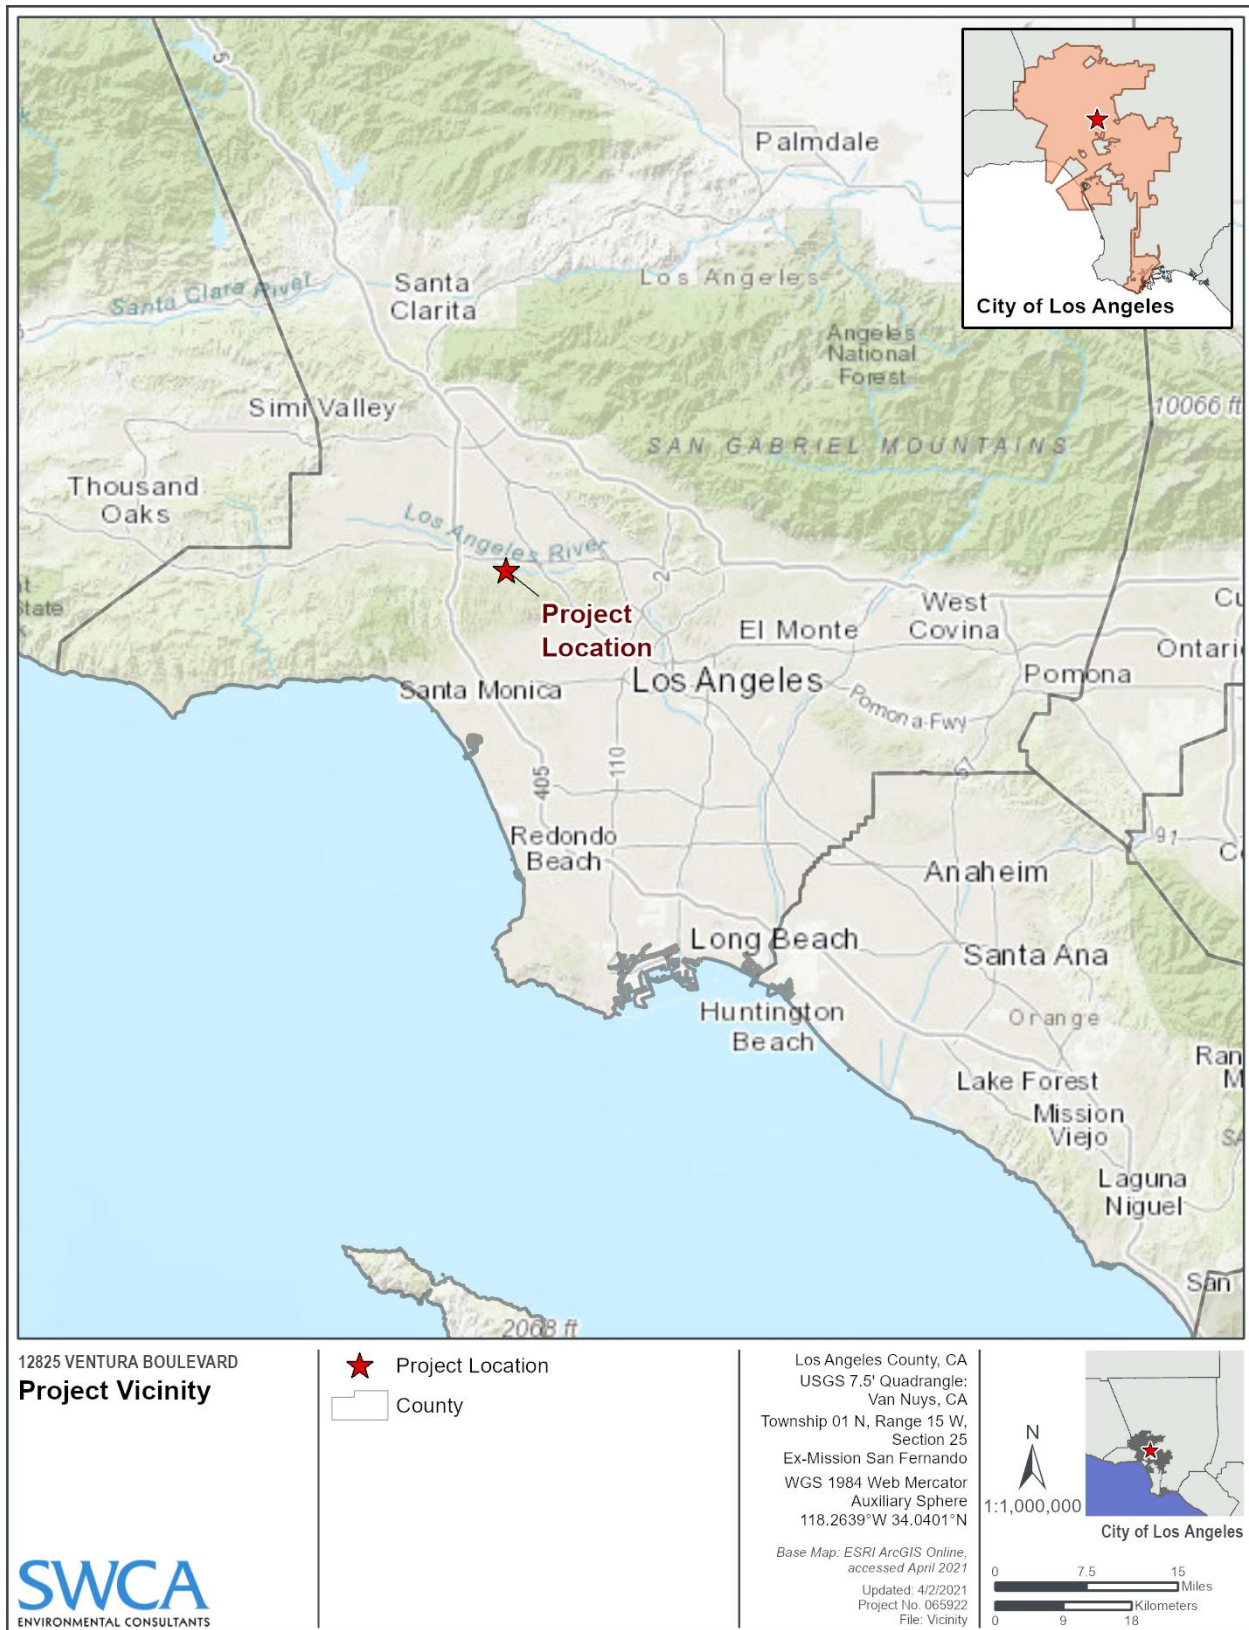 5
Palmdale
City of Los Angeles
Santa Clara River
Santa
Clarita
Los Angeles
Angeles
National
Forest
Simi Valley
10066 ft
SAN GABRIEL MOUNTAINS
Thousand
Oaks
Los Angeles River
2
State
Project
Location
West
Covina
El Monte
Ontari
Santa Monica
Los Angeles
Pomona
Pomona-Fwy
405
110
57
Redondo
Beach
91
Anaheim
Long Beach
Santa Ana
Huntington
Beach
Orange
Ran
M
Lake Forest
Mission
Viejo
SA
Laguna
Niguel
San
2068 ft
12825 VENTURA BOULEVARD
Project Vicinity
Project Location
County
Los Angeles County, CA
USGS 7.5' Quadrangle:
Van Nuys, CA
Township 01 N, Range 15 W,
Section 25
Ex-Mission San Fernando
WGS 1984 Web Mercator
Auxiliary Sphere
118.2639°W 34.0401°N
Base Map: ESRI ArcGIS Online,
accessed April 2021
Updated: 4/2/2021
Project No. 065922
File: Vicinity
N
1:1,000,000
City of Los Angeles
0 7.5 15
Miles
Kilometers
0 9 18
SWCA
ENVIRONMENTAL CONSULTANTS